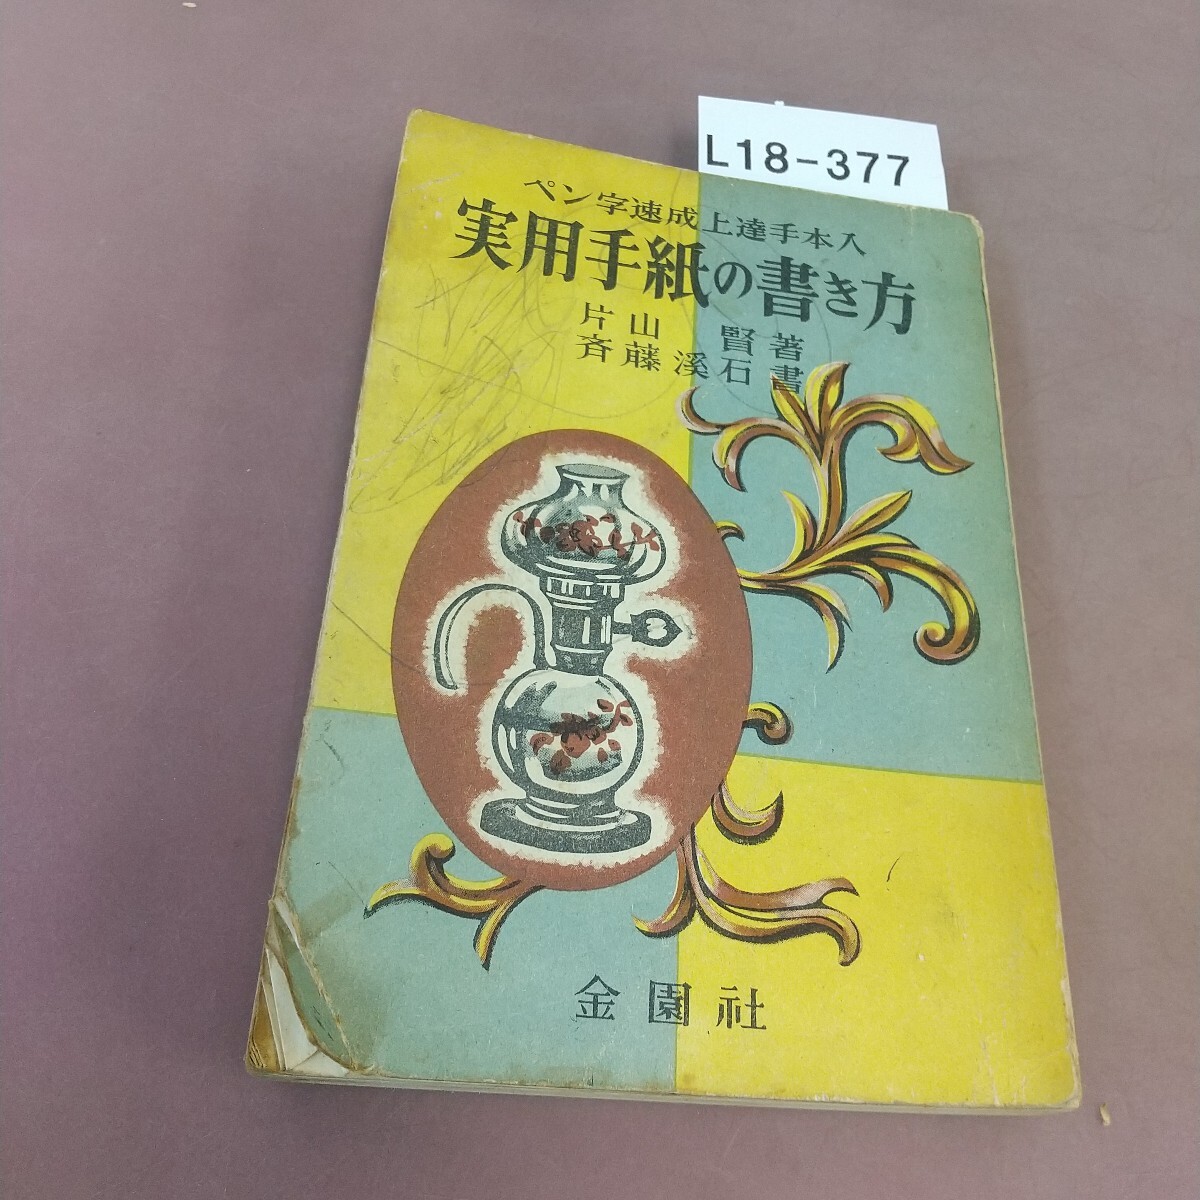 L18-377
ペン字速成上達手本入
実用手紙の書き方
片山 賢著
斉藤溪石書
金園社